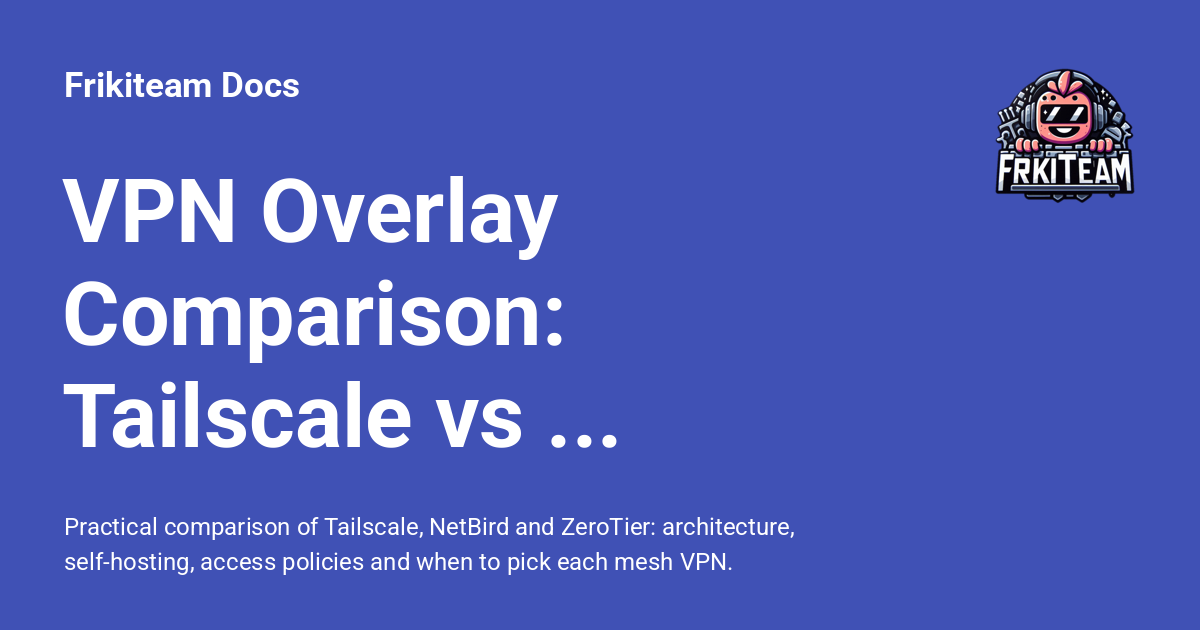 Frikiteam Docs
FRKITEAM
VPN Overlay
Comparison:
Tailscale vs ...
Practical comparison of Tailscale, NetBird and ZeroTier: architecture,
self-hosting, access policies and when to pick each mesh VPN.